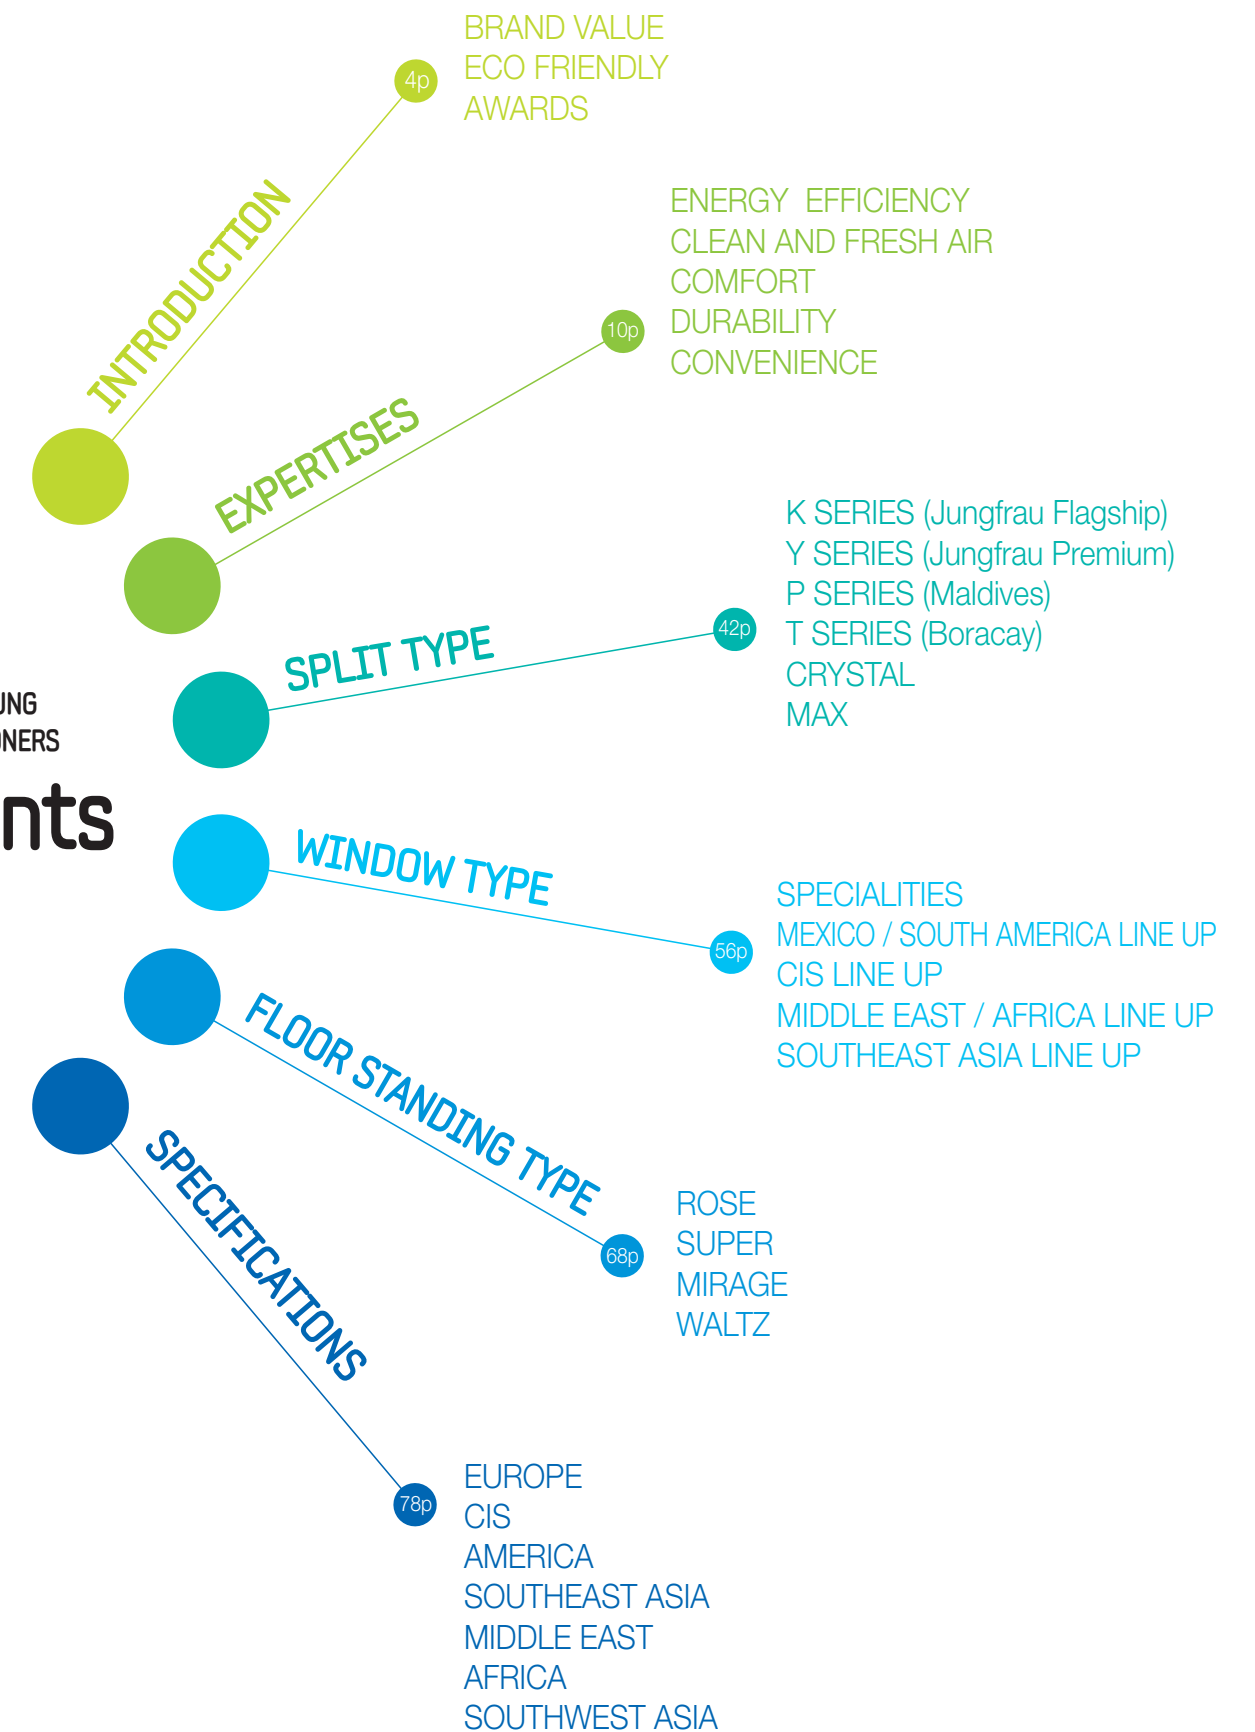 BRAND VALUE
4p
ECO FRIENDLY
AWARDS
INTRODUCTION
ENERGY EFFICIENCY
CLEAN AND FRESH AIR
COMFORT
10p
DURABILITY
CONVENIENCE
EXPERTISES
K SERIES (Jungfrau Flagship)
Y SERIES (Jungfrau Premium)
P SERIES (Maldives)
42p
T SERIES (Boracay)
CRYSTAL
MAX
SPLIT TYPE
UNG
ONERS
nts
WINDOW TYPE
SPECIALITIES
MEXICO / SOUTH AMERICA LINE UP
56p
CIS LINE UP
MIDDLE EAST / AFRICA LINE UP
SOUTHEAST ASIA LINE UP
FLOOR STANDING TYPE
ROSE
SUPER
68p
MIRAGE
WALTZ
SPECIFICATIONS
EUROPE
78p
CIS
AMERICA
SOUTHEAST ASIA
MIDDLE EAST
AFRICA
SOUTHWEST ASIA